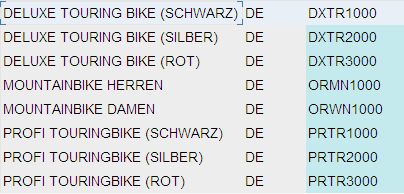 DELUXE TOURING BIKE (SCHWARZ) DE DXTR1000
DELUXE TOURING BIKE (SILBER) DE DXTR2000
DELUXE TOURING BIKE (ROT) DE DXTR3000
MOUNTAINBIKE HERREN DE ORMN1000
MOUNTAINBIKE DAMEN DE ORWN1000
PROFI TOURINGBIKE (SCHWARZ) DE PRTR1000
PROFI TOURINGBIKE (SILBER) DE PRTR2000
PROFI TOURINGBIKE (ROT) DE PRTR3000